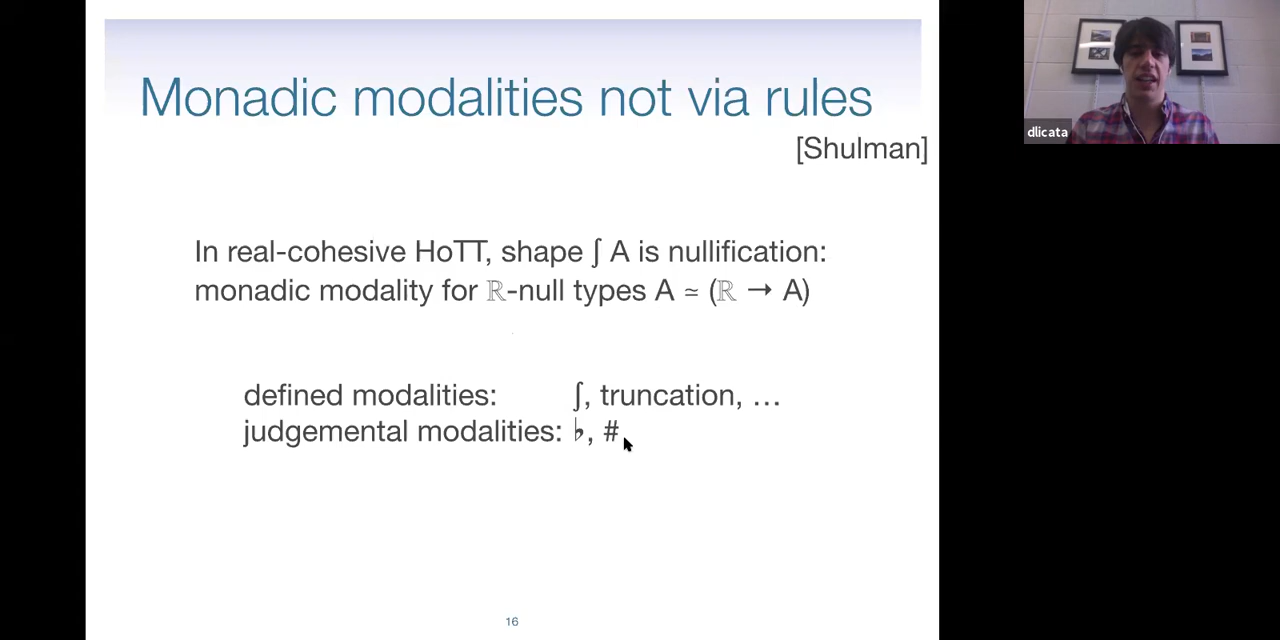 Monadic modalities not via rules
[Shulman]
In real-cohesive HoTT, shape ∫ A is nullification:
monadic modality for ℝ-null types A ≃ (ℝ → A)
defined modalities: ∫, truncation, …
judgemental modalities: ♭, #
16
dlicata